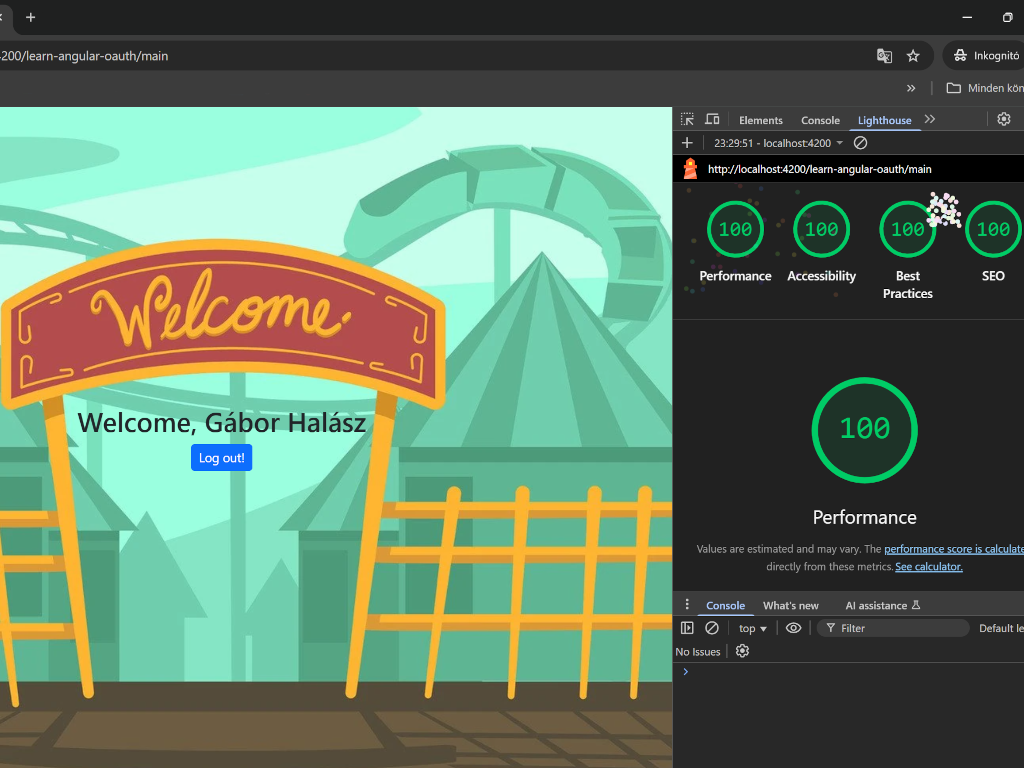 4200/learn-angular-oauth/main
Inkognitó
Minden kön
Elements Console Lighthouse
23:29:51 - localhost:4200
http://localhost:4200/learn-angular-oauth/main
100 100 100 100
Performance Accessibility Best Practices SEO
100
Performance
Values are estimated and may vary. The performance score is calculate
directly from these metrics. See calculator.
Welcome
Welcome, Gábor Halász
Log out!
Console What's new AI assistance
top Filter Default le
No Issues